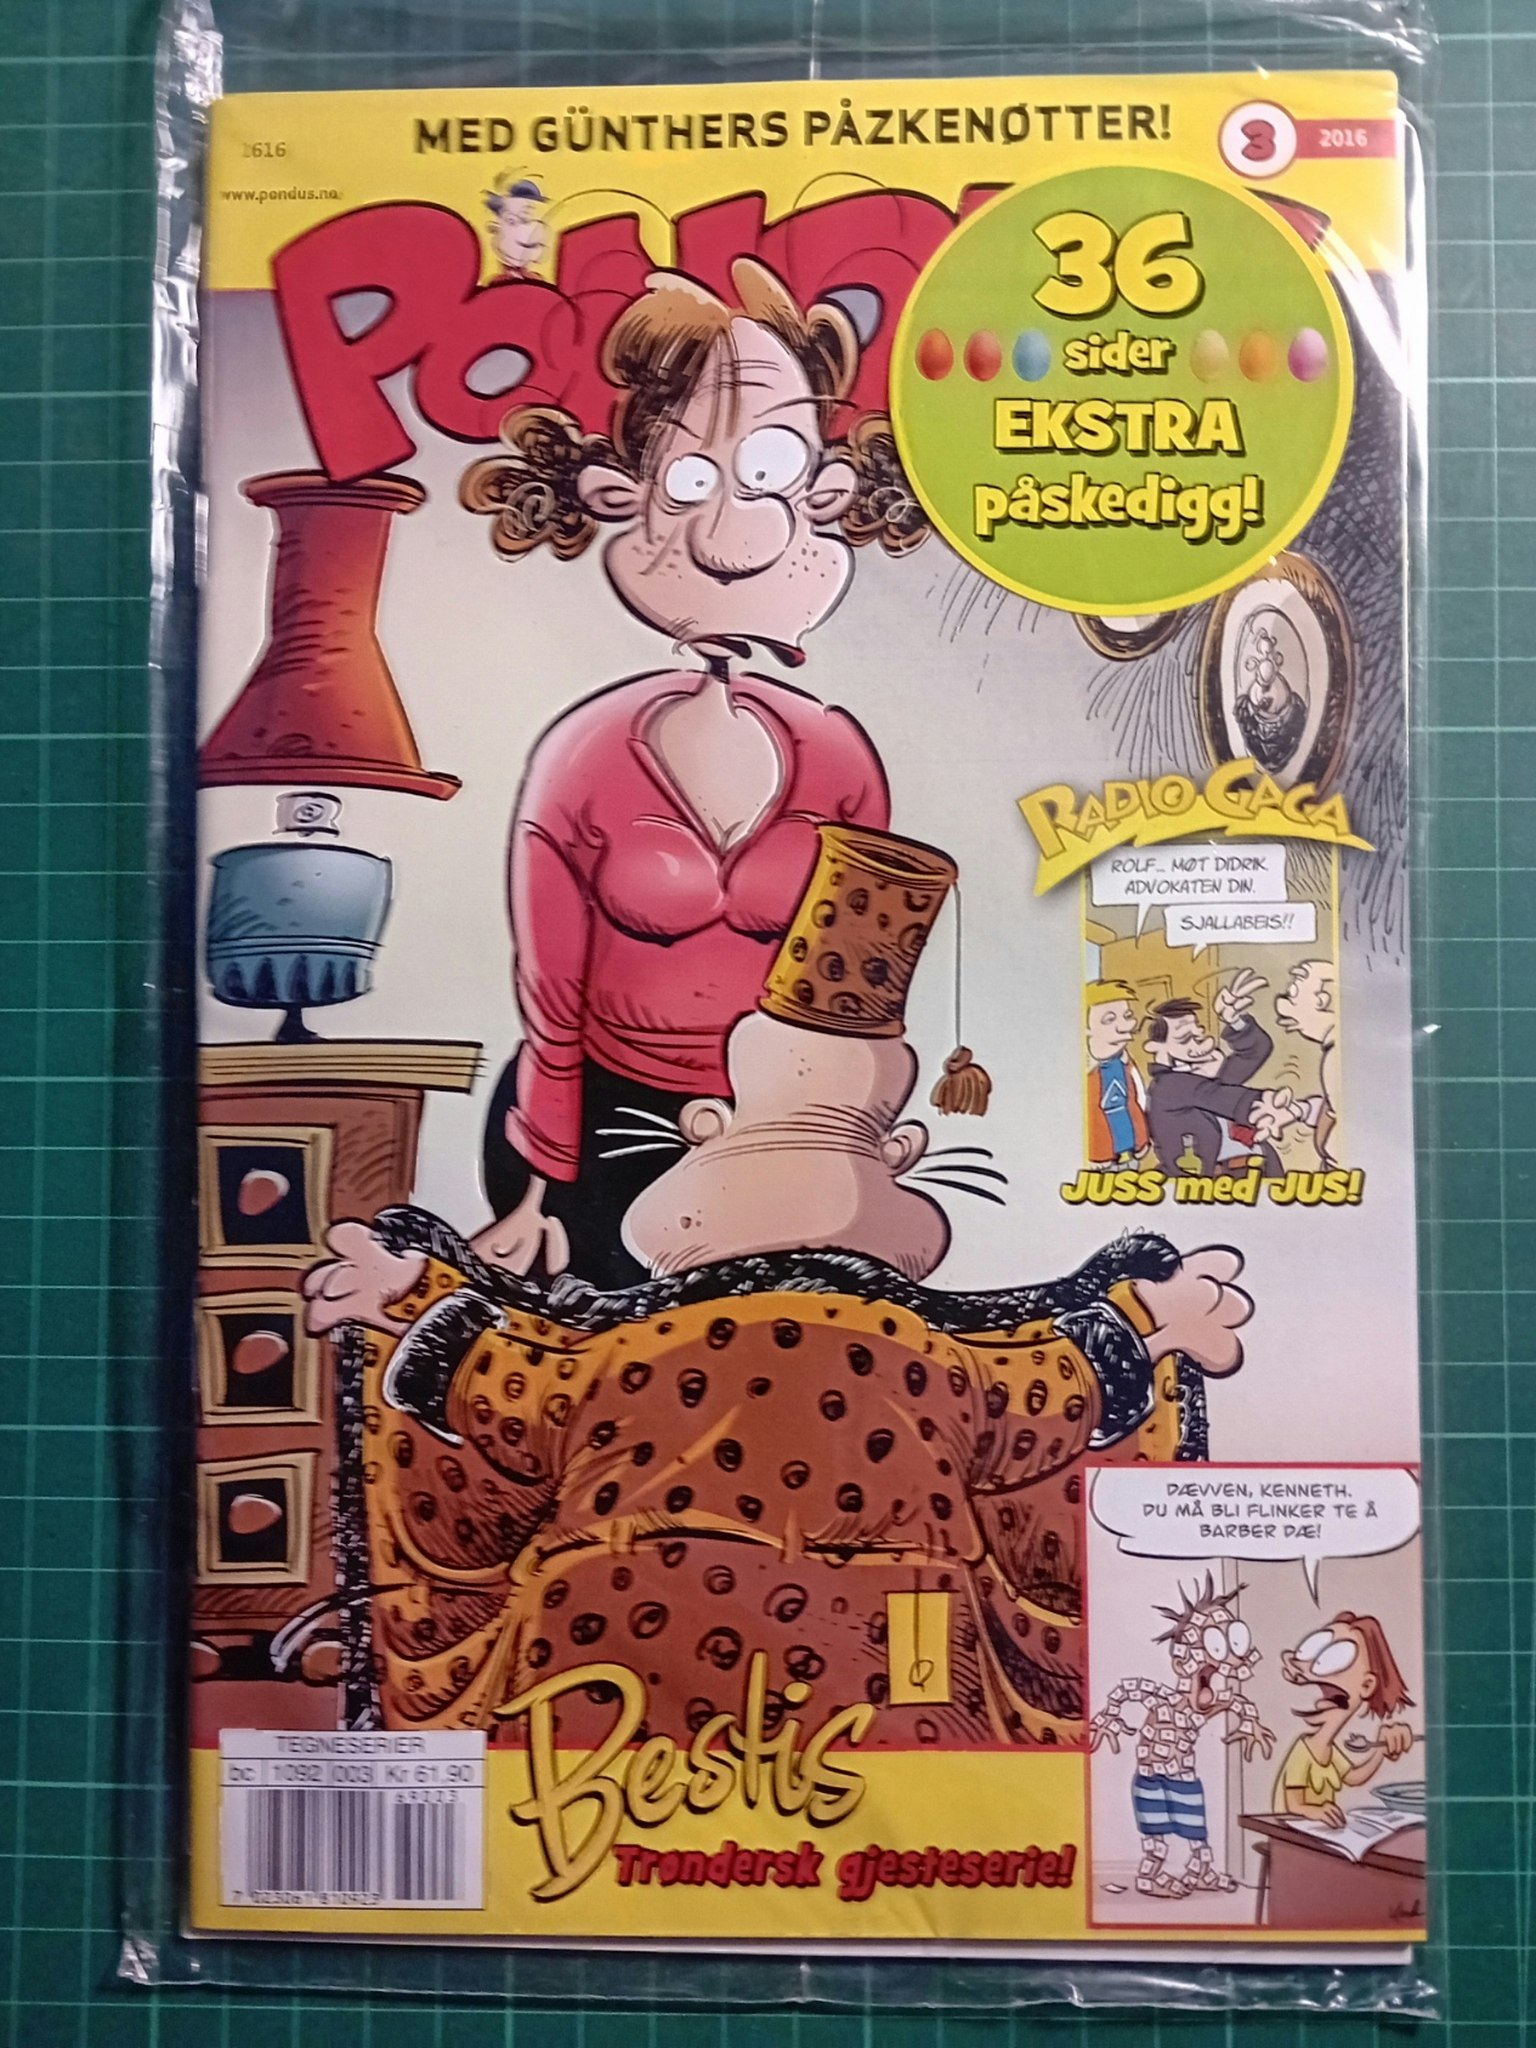 MED GÜNTHERS PÅZKENØTTER!
1616
3
2016
www.pondus.no
36
sider
EKSTRA
påskedigg!
RADIO GAGA
ROLF... MØT DIDRIK.
ADVOKATEN DIN.
SJALLABEIS!!
JUSS med JUS!
DÆVVEN, KENNETH.
DU MÅ BLI FLINKER TE Å
BARBER DÆ!
Bestis
Trøndersk gjesteserie!
TEGNESERIER
bc 1092 003 Kr 61,90